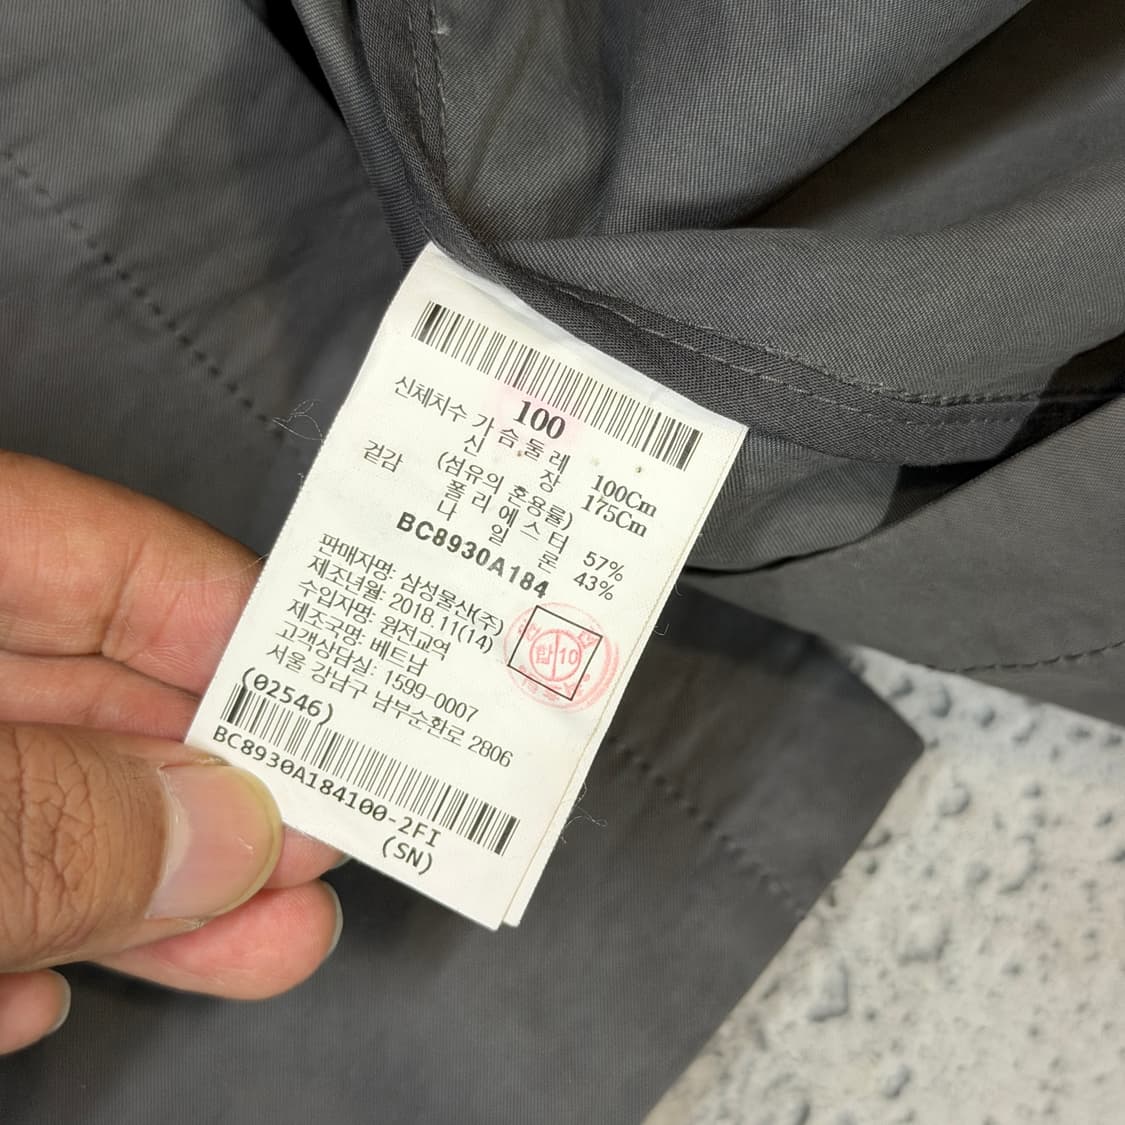 100
신체치수 가슴둘레 100Cm
신 장 175Cm
(섬유의 혼용률)
겉감 폴리에스터 57%
나 일 론 43%
BC8930A184
판매자명: 삼성물산(주)
제조년월: 2018.11(14)
수입자명: 원전교역
제조국명: 베트남
고객상담실: 1599-0007
서울 강남구 남부순환로 2806
(02546)
BC8930A184100-2FI
(SN)
합 10